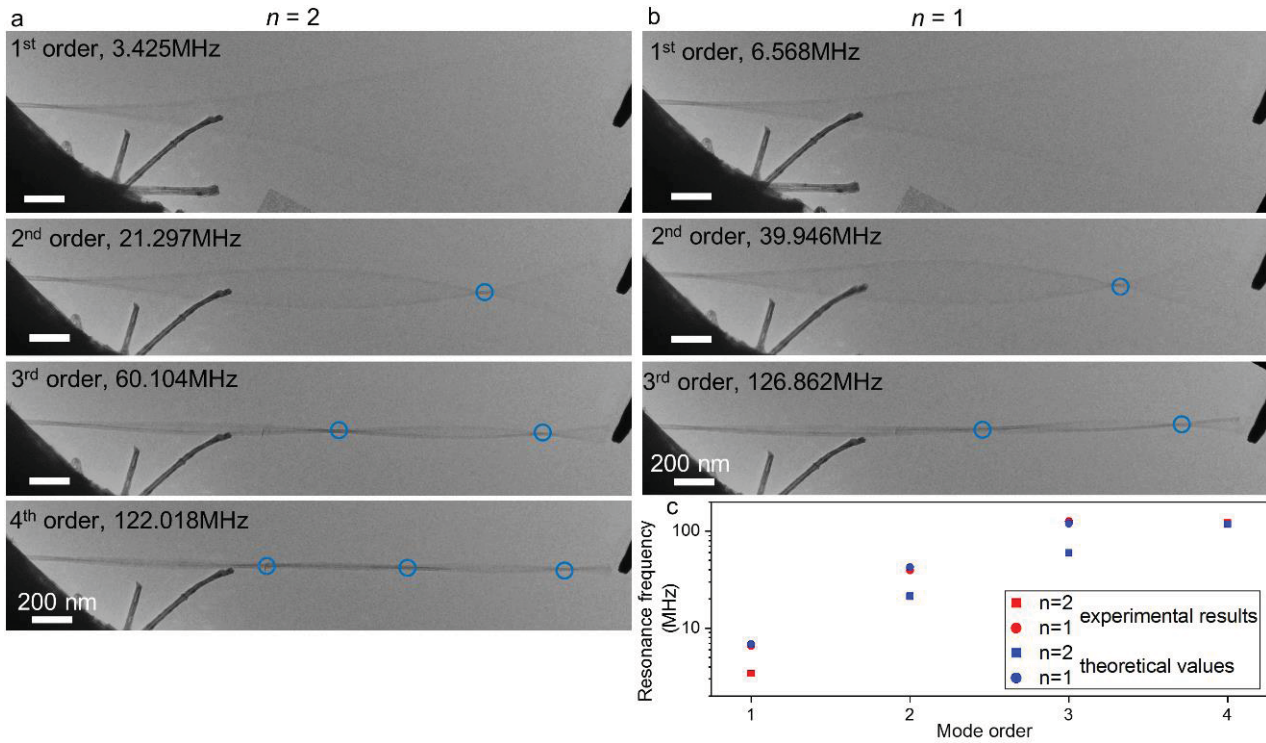 a
n = 2
1st order, 3.425MHz
2nd order, 21.297MHz
3rd order, 60.104MHz
4th order, 122.018MHz
200 nm
b
n = 1
1st order, 6.568MHz
2nd order, 39.946MHz
3rd order, 126.862MHz
200 nm
c
Resonance frequency
(MHz)
100
10
n=2
n=1
experimental results
n=2
n=1
theoretical values
1 2 3 4
Mode order